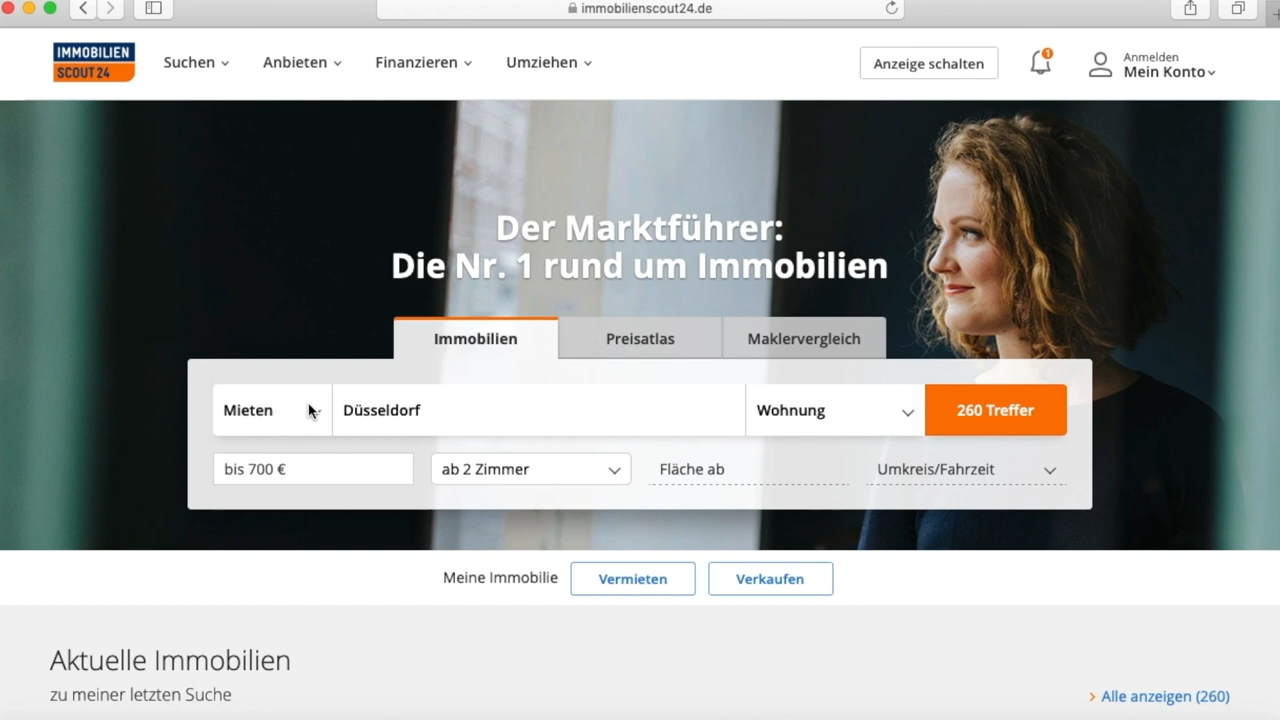 immobilienscout24.de
IMMOBILIEN
SCOUT 24
Suchen
Anbieten
Finanzieren
Umziehen
Anzeige schalten
1
Anmelden
Mein Konto
Der Marktführer:
Die Nr. 1 rund um Immobilien
Immobilien
Preisatlas
Maklervergleich
Mieten
Düsseldorf
Wohnung
260 Treffer
bis 700 €
ab 2 Zimmer
Fläche ab
Umkreis/Fahrzeit
Meine Immobilie
Vermieten
Verkaufen
Aktuelle Immobilien
zu meiner letzten Suche
Alle anzeigen (260)